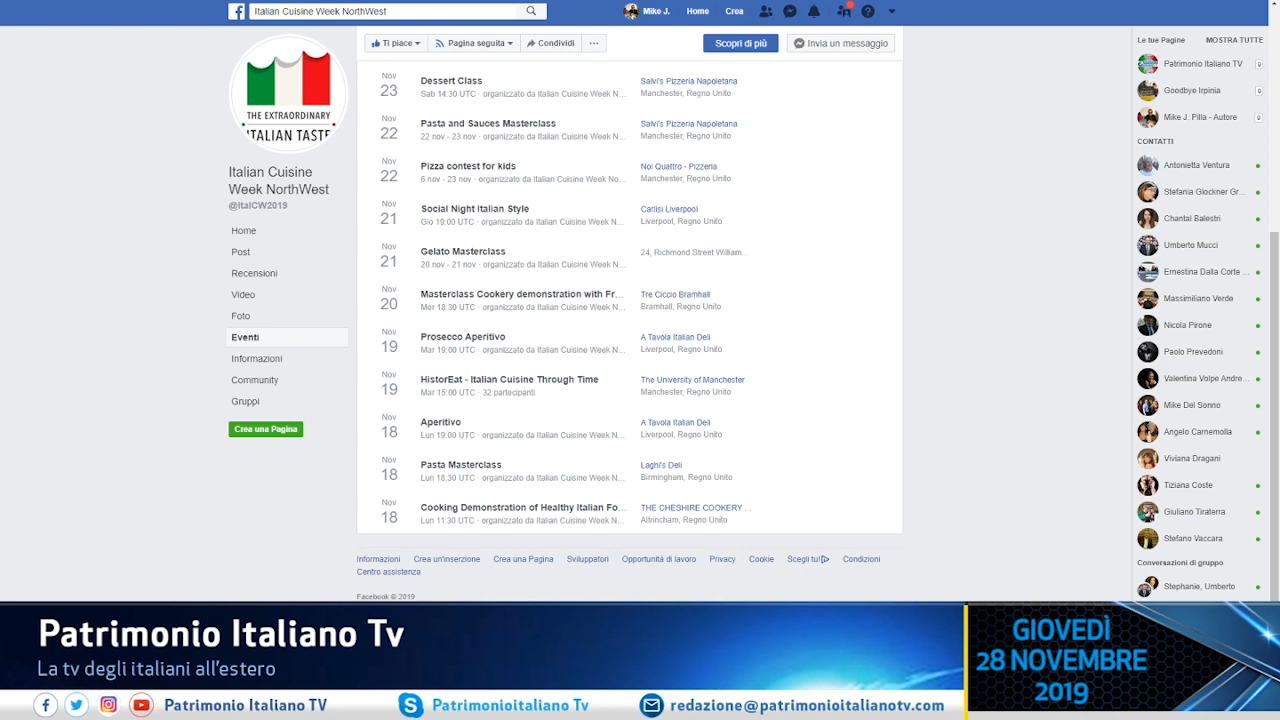 Italian Cuisine Week NorthWest
Mike J.
Home
Crea
THE EXTRAORDINARY
ITALIAN TASTE
Italian Cuisine
Week NorthWest
@ItalCW2019
Home
Post
Recensioni
Video
Foto
Eventi
Informazioni
Community
Gruppi
Crea una Pagina
Ti piace
Pagina seguita
Condividi
Scopri di più
Invia un messaggio
Nov
23
Dessert Class
Sab 14:30 UTC · organizzato da Italian Cuisine Week N...
Salvi's Pizzeria Napoletana
Manchester, Regno Unito
Nov
22
Pasta and Sauces Masterclass
22 nov - 23 nov · organizzato da Italian Cuisine Week N...
Salvi's Pizzeria Napoletana
Manchester, Regno Unito
Nov
22
Pizza contest for kids
6 nov - 23 nov · organizzato da Italian Cuisine Week No...
Noi Quattro - Pizzeria
Manchester, Regno Unito
Nov
21
Social Night Italian Style
Gio 19:00 UTC · organizzato da Italian Cuisine Week N...
Carlisi Liverpool
Liverpool, Regno Unito
Nov
21
Gelato Masterclass
20 nov - 21 nov · organizzato da Italian Cuisine Week N...
24, Richmond Street William...
Nov
20
Masterclass Cookery demonstration with Fr...
Mer 18:30 UTC · organizzato da Italian Cuisine Week N...
Tre Ciccio Bramhall
Bramhall, Regno Unito
Nov
19
Prosecco Aperitivo
Mar 19:00 UTC · organizzato da Italian Cuisine Week N...
A Tavola Italian Deli
Liverpool, Regno Unito
Nov
19
HistorEat - Italian Cuisine Through Time
Mar 15:00 UTC · 32 partecipanti
The University of Manchester
Manchester, Regno Unito
Nov
18
Aperitivo
Lun 19:00 UTC · organizzato da Italian Cuisine Week N...
A Tavola Italian Deli
Liverpool, Regno Unito
Nov
18
Pasta Masterclass
Lun 18:30 UTC · organizzato da Italian Cuisine Week N...
Laghi's Deli
Birmingham, Regno Unito
Nov
18
Cooking Demonstration of Healthy Italian Fo...
Lun 11:30 UTC · organizzato da Italian Cuisine Week N...
THE CHESHIRE COOKERY ...
Altrincham, Regno Unito
Informazioni
Crea un'inserzione
Crea una Pagina
Sviluppatori
Opportunità di lavoro
Privacy
Cookie
Scegli tu!
Condizioni
Centro assistenza
Facebook © 2019
Le tue Pagine
MOSTRA TUTTE
Patrimonio Italiano TV
Goodbye Irpinia
Mike J. Pilla - Autore
CONTATTI
Antonietta Ventura
Stefania Glockner Gr...
Chantal Balestri
Umberto Mucci
Ernestina Dalla Corte ...
Massimiliano Verde
Nicola Pirone
Paolo Prevedoni
Valentina Volpe Andre...
Mike Del Sonno
Angelo Carnemolla
Viviana Dragani
Tiziana Coste
Giuliano Tiraterra
Stefano Vaccara
Conversazioni di gruppo
Stephanie, Umberto
Patrimonio Italiano Tv
La tv degli italiani all'estero
GIOVEDÌ
28 NOVEMBRE
2019
Patrimonio Italiano TV
Patrimonioitaliano Tv
redazione@patrimonioitalianotv.com